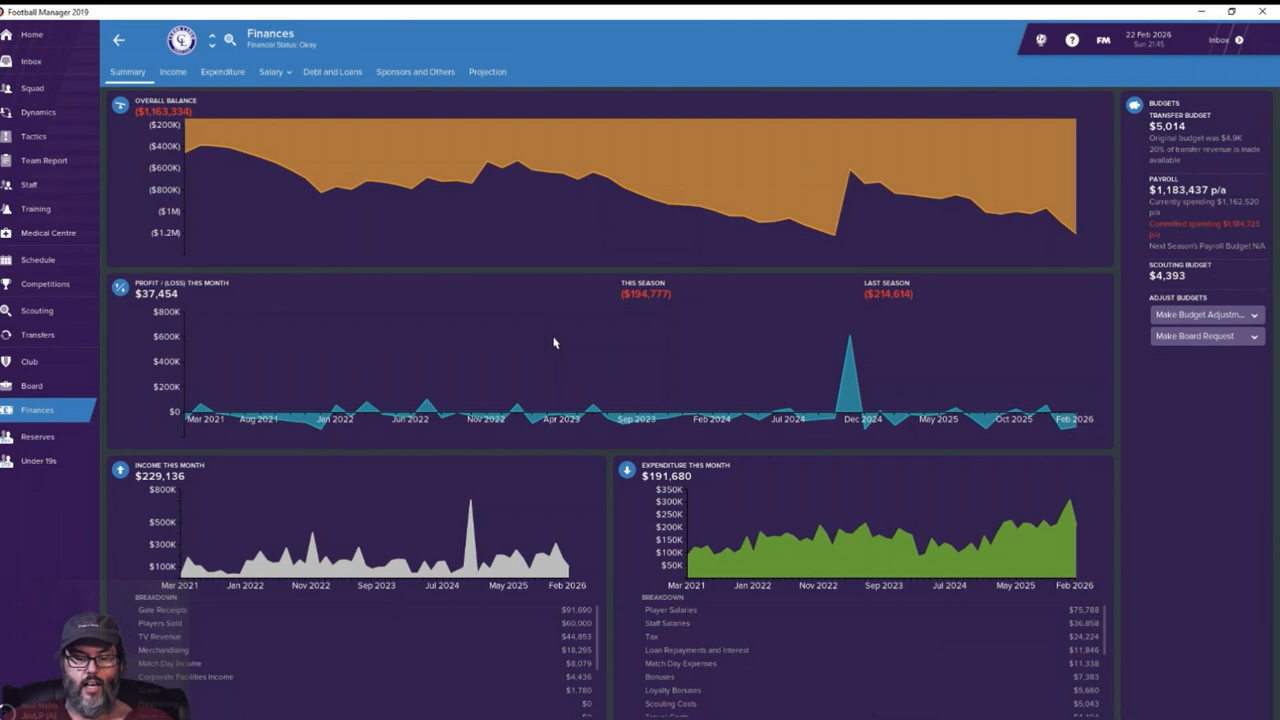 Football Manager 2019
Home
Inbox
Squad
Dynamics
Tactics
Team Report
Staff
Training
Medical Centre
Schedule
Competitions
Scouting
Transfers
Club
Board
Finances
Reserves
Under 19s
Finances
Financial Status: Okay
?
FM
22 Feb 2026
Sun 21:45
Inbox
Summary
Income
Expenditure
Salary
Debt and Loans
Sponsors and Others
Projection
OVERALL BALANCE
($1,163,334)
($200K)
($400K)
($600K)
($800K)
($1M)
($1.2M)
PROFIT / (LOSS) THIS MONTH
$37,454
THIS SEASON
($194,777)
LAST SEASON
($214,614)
$800K
$600K
$400K
$200K
$0
Mar 2021 Aug 2021 Jan 2022 Jun 2022 Nov 2022 Apr 2023 Sep 2023 Feb 2024 Jul 2024 Dec 2024 May 2025 Oct 2025 Feb 2026
INCOME THIS MONTH
$229,136
$800K
$500K
$300K
$100K
Mar 2021 Jan 2022 Nov 2022 Sep 2023 Jul 2024 May 2025 Feb 2026
BREAKDOWN
Gate Receipts $91,690
Players Sold $60,000
TV Revenue $44,853
Merchandising $18,295
Match Day Income $8,079
Corporate Facilities Income $4,436
Grants $1,780
$0
EXPENDITURE THIS MONTH
$191,680
$350K
$300K
$250K
$200K
$150K
$100K
$50K
Mar 2021 Jan 2022 Nov 2022 Sep 2023 Jul 2024 May 2025 Feb 2026
BREAKDOWN
Player Salaries $75,788
Staff Salaries $36,858
Tax $24,224
Loan Repayments and Interest $11,846
Match Day Expenses $11,338
Bonuses $7,383
Loyalty Bonuses $5,660
Scouting Costs $5,043
BUDGETS
TRANSFER BUDGET
$5,014
Original budget was $4.9K
20% of transfer revenue is made
available
PAYROLL
$1,183,437 p/a
Currently spending $1,162,520
p/a
Committed spending $1,184,723
p/a
Next Season's Payroll Budget N/A
SCOUTING BUDGET
$4,393
ADJUST BUDGETS
Make Budget Adjustm...
Make Board Request